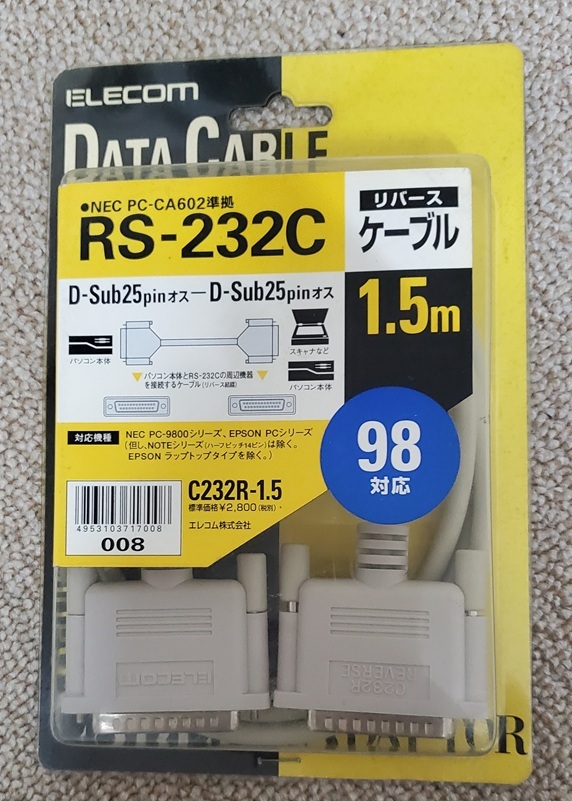 ELECOM
DATA CABLE
●NEC PC-CA602準拠
RS-232C
リバース
ケーブル
1.5m
D-Sub25pinオス—D-Sub25pinオス
パソコン本体
スキャナなど
パソコン本体
▼パソコン本体とRS-232Cの周辺機器▼
を接続するケーブル(リバース結線)
対応機種
NEC PC-9800シリーズ、EPSON PCシリーズ
(但し、NOTEシリーズ(ハーフピッチ14ピン)は除く。
EPSON ラップトップタイプを除く。)
98
対応
C232R-1.5
標準価格¥2,800(税別)
エレコム株式会社
4953103717008
008
ELECOM
C232R
REVERSE